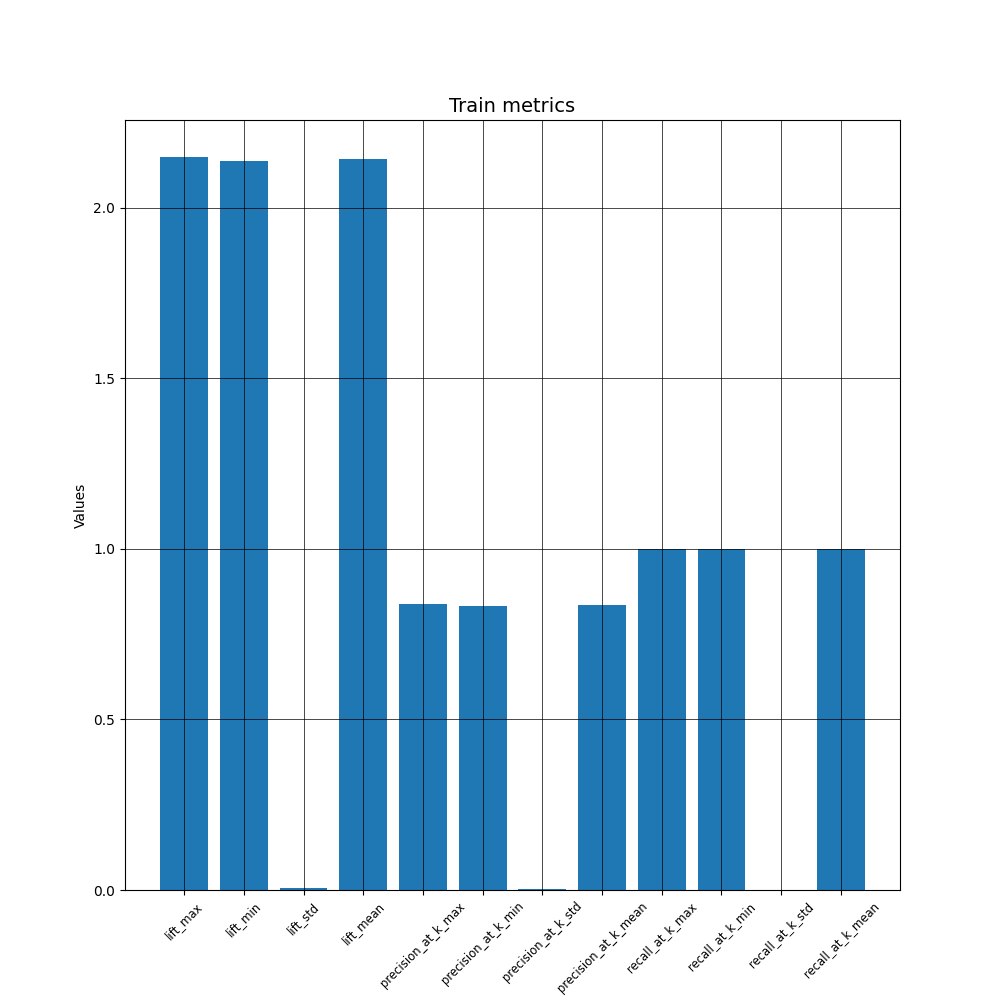 Train metrics
Values
2.0
1.5
1.0
0.5
0.0
lift_max
lift_min
lift_std
lift_mean
precision_at_k_max
precision_at_k_min
precision_at_k_std
precision_at_k_mean
recall_at_k_max
recall_at_k_min
recall_at_k_std
recall_at_k_mean